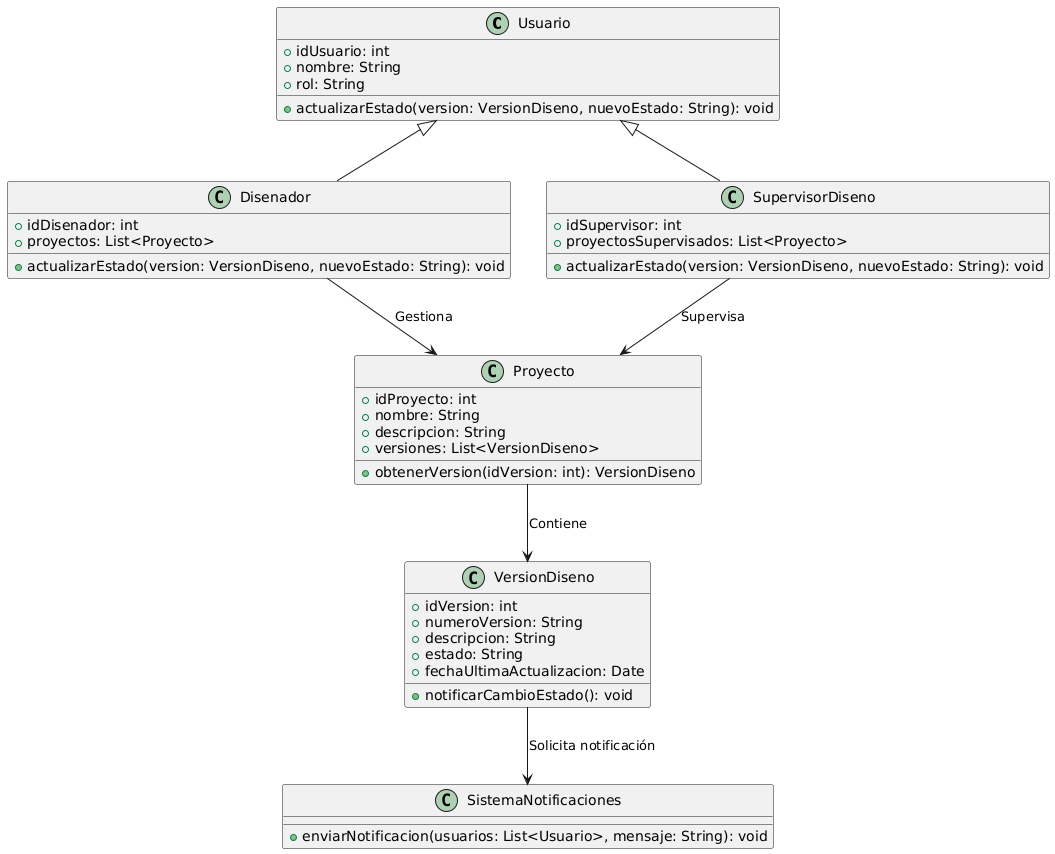 C Usuario
idUsuario: int
nombre: String
rol: String
actualizarEstado(version: VersionDiseno, nuevoEstado: String): void
C Disenador
idDisenador: int
proyectos: List<Proyecto>
actualizarEstado(version: VersionDiseno, nuevoEstado: String): void
C SupervisorDiseno
idSupervisor: int
proyectosSupervisados: List<Proyecto>
actualizarEstado(version: VersionDiseno, nuevoEstado: String): void
Gestiona
Supervisa
C Proyecto
idProyecto: int
nombre: String
descripcion: String
versiones: List<VersionDiseno>
obtenerVersion(idVersion: int): VersionDiseno
Contiene
C VersionDiseno
idVersion: int
numeroVersion: String
descripcion: String
estado: String
fechaUltimaActualizacion: Date
notificarCambioEstado(): void
Solicita notificación
C SistemaNotificaciones
enviarNotificacion(usuarios: List<Usuario>, mensaje: String): void